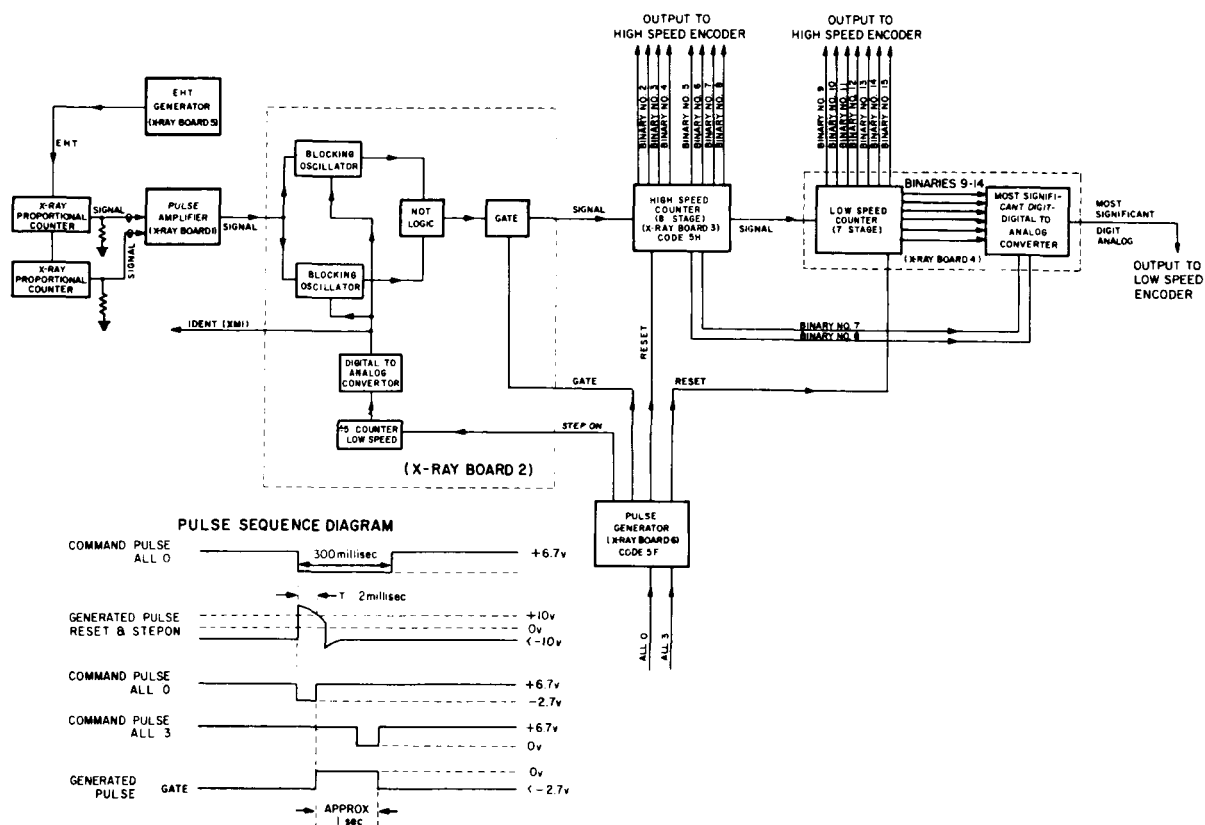 OUTPUT TO
HIGH SPEED ENCODER
OUTPUT TO
HIGH SPEED ENCODER
BINARY NO. 2
BINARY NO. 3
BINARY NO. 4
BINARY NO. 5
BINARY NO. 6
BINARY NO. 7
BINARY NO. 8
BINARY NO. 9
BINARY NO. 10
BINARY NO. 11
BINARY NO. 12
BINARY NO. 13
BINARY NO. 14
BINARY NO. 15
EHT
GENERATOR
(X-RAY BOARD 5)
EHT
X-RAY
PROPORTIONAL
COUNTER
SIGNAL
X-RAY
PROPORTIONAL
COUNTER
SIGNAL
PULSE
AMPLIFIER
(X-RAY BOARD 1)
SIGNAL
BLOCKING
OSCILLATOR
BLOCKING
OSCILLATOR
NOT
LOGIC
GATE
SIGNAL
HIGH SPEED
COUNTER
(8 STAGE)
(X-RAY BOARD 3)
CODE 5H
SIGNAL
LOW SPEED
COUNTER
(7 STAGE)
BINARIES 9-14
MOST SIGNIFI-
CANT DIGIT-
DIGITAL TO
ANALOG
CONVERTER
(X-RAY BOARD 4)
MOST
SIGNIFICANT
DIGIT
ANALOG
OUTPUT TO
LOW SPEED
ENCODER
IDENT (XMI)
DIGITAL TO
ANALOG
CONVERTOR
÷5 COUNTER
LOW SPEED
STEP ON
(X-RAY BOARD 2)
GATE
RESET
RESET
BINARY NO. 7
BINARY NO. 8
PULSE
GENERATOR
(X-RAY BOARD 6)
CODE 5F
ALL 0
ALL 3
PULSE SEQUENCE DIAGRAM
COMMAND PULSE
ALL 0
300 millisec
+6.7v
T 2 millisec
GENERATED PULSE
RESET & STEPON
+10v
0v
<-10v
COMMAND PULSE
ALL 0
+6.7v
-2.7v
COMMAND PULSE
ALL 3
+6.7v
0v
GENERATED
PULSE
GATE
0v
<-2.7v
APPROX
1 sec